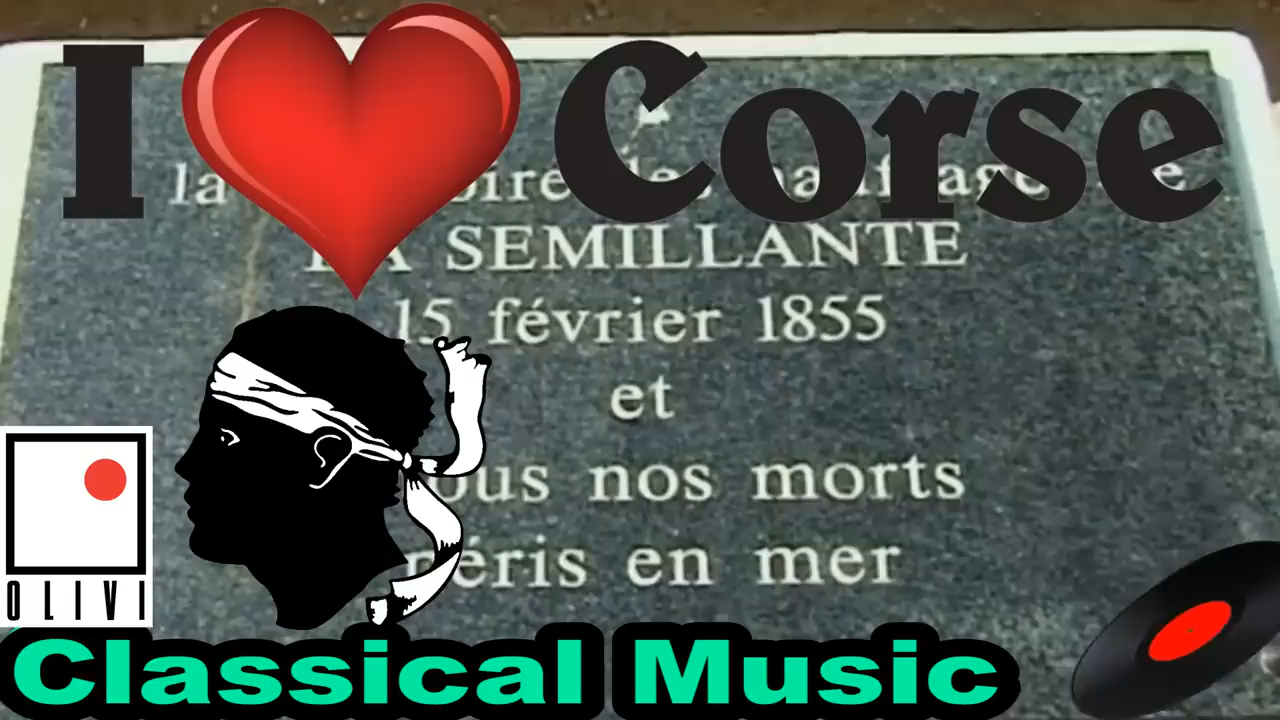 I Corse
la
SEMILLANTE
15 février 1855
et
nos morts
en mer
OLIVI
Classical Music